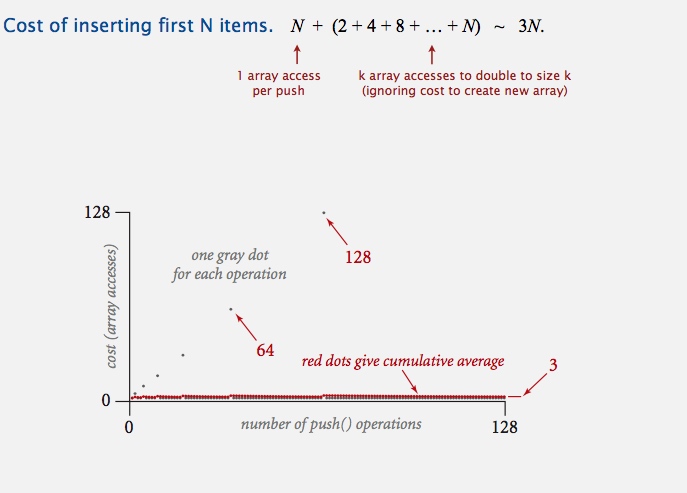 Cost of inserting first N items. N + (2 + 4 + 8 + … + N) ~ 3N.
1 array access
per push
k array accesses to double to size k
(ignoring cost to create new array)
128
cost (array accesses)
one gray dot
for each operation
128
64
red dots give cumulative average
3
0
0
number of push() operations
128